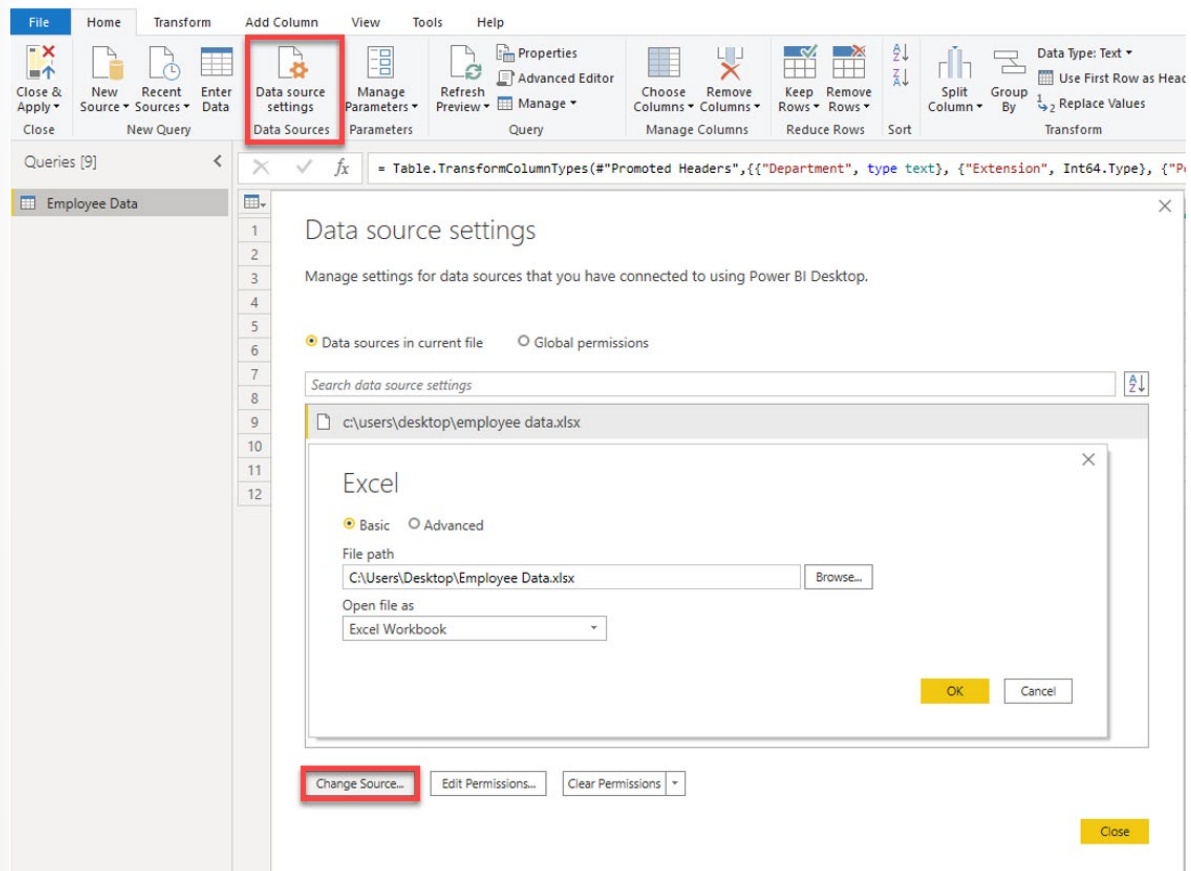 File Home Transform Add Column View Tools Help
Close & Apply
Close
New Source Recent Sources Enter Data
New Query
Data source settings
Data Sources
Manage Parameters
Parameters
Refresh Preview
Properties
Advanced Editor
Manage
Query
Choose Columns Remove Columns
Manage Columns
Keep Rows Remove Rows
Reduce Rows
Sort
Split Column Group By
Data Type: Text
Use First Row as Head
Replace Values
Transform
Queries [9]
fx = Table.TransformColumnTypes(#"Promoted Headers",{{"Department", type text}, {"Extension", Int64.Type}, {"P
Employee Data
1
2
3
4
5
6
7
8
9
10
11
12
Data source settings
Manage settings for data sources that you have connected to using Power BI Desktop.
Data sources in current file Global permissions
Search data source settings
c:\users\desktop\employee data.xlsx
Excel
Basic Advanced
File path
C:\Users\Desktop\Employee Data.xlsx Browse...
Open file as
Excel Workbook
OK Cancel
Change Source... Edit Permissions... Clear Permissions
Close